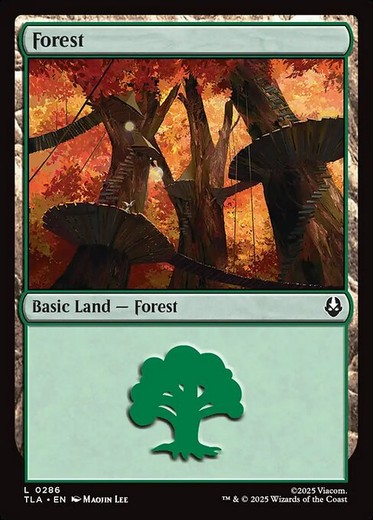 Forest
Basic Land — Forest
L 0286
©2025 Viacom.
TLA • EN Maojin Lee
™ & © 2025 Wizards of the Coast